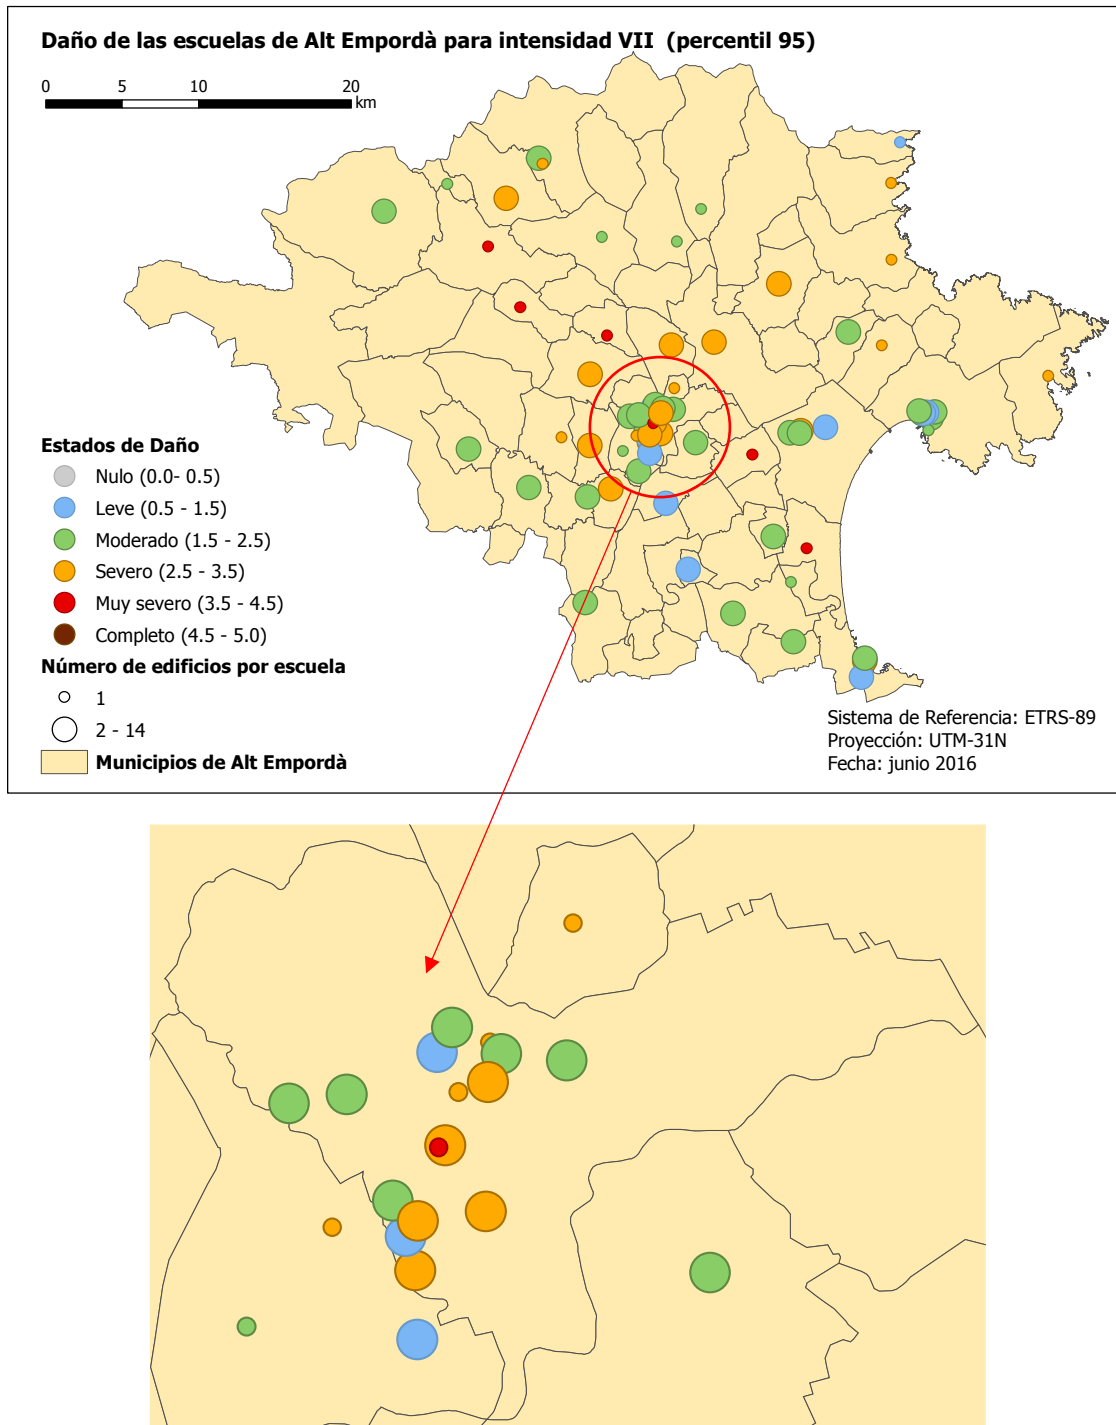 Daño de las escuelas de Alt Empordà para intensidad VII (percentil 95)
0 5 10 20
km
Estados de Daño
Nulo (0.0- 0.5)
Leve (0.5 - 1.5)
Moderado (1.5 - 2.5)
Severo (2.5 - 3.5)
Muy severo (3.5 - 4.5)
Completo (4.5 - 5.0)
Número de edificios por escuela
1
2 - 14
Municipios de Alt Empordà
Sistema de Referencia: ETRS-89
Proyección: UTM-31N
Fecha: junio 2016